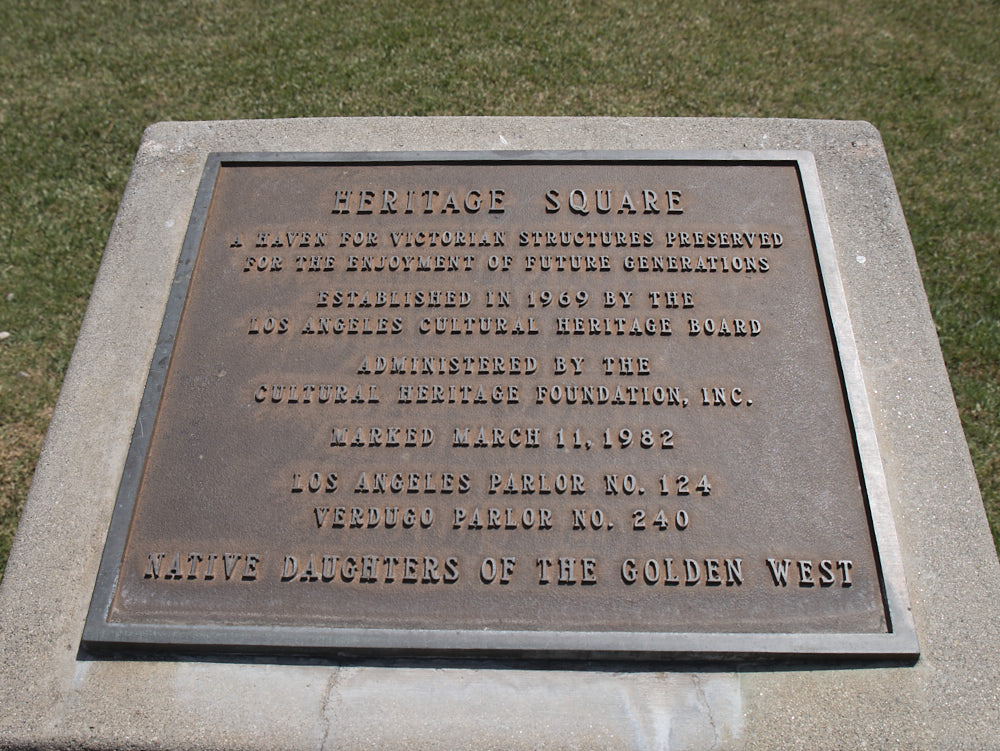 HERITAGE SQUARE
A HAVEN FOR VICTORIAN STRUCTURES PRESERVED
FOR THE ENJOYMENT OF FUTURE GENERATIONS
ESTABLISHED IN 1969 BY THE
LOS ANGELES CULTURAL HERITAGE BOARD
ADMINISTERED BY THE
CULTURAL HERITAGE FOUNDATION, INC.
MARKED MARCH 11, 1982
LOS ANGELES PARLOR NO. 124
VERDUGO PARLOR NO. 240
NATIVE DAUGHTERS OF THE GOLDEN WEST